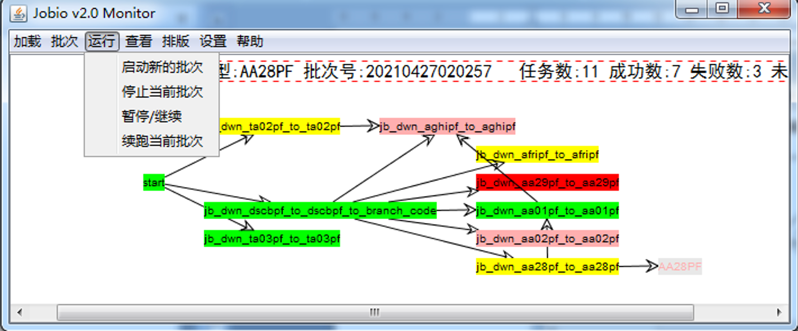 Jobio v2.0 Monitor
加载 批次 运行 查看 排版 设置 帮助
启动新的批次
停止当前批次
暂停/继续
续跑当前批次
型:AA28PF 批次号:20210427020257 任务数:11 成功数:7 失败数:3 未
jb_dwn_ta02pf_to_ta02pf
jb_dwn_aghipf_to_aghipf
jb_dwn_afripf_to_afripf
start
jb_dwn_aa29pf_to_aa29pf
jb_dwn_dscbpf_to_dscbpf_to_branch_code
jb_dwn_aa01pf_to_aa01pf
jb_dwn_ta03pf_to_ta03pf
jb_dwn_aa02pf_to_aa02pf
jb_dwn_aa28pf_to_aa28pf
AA28PF